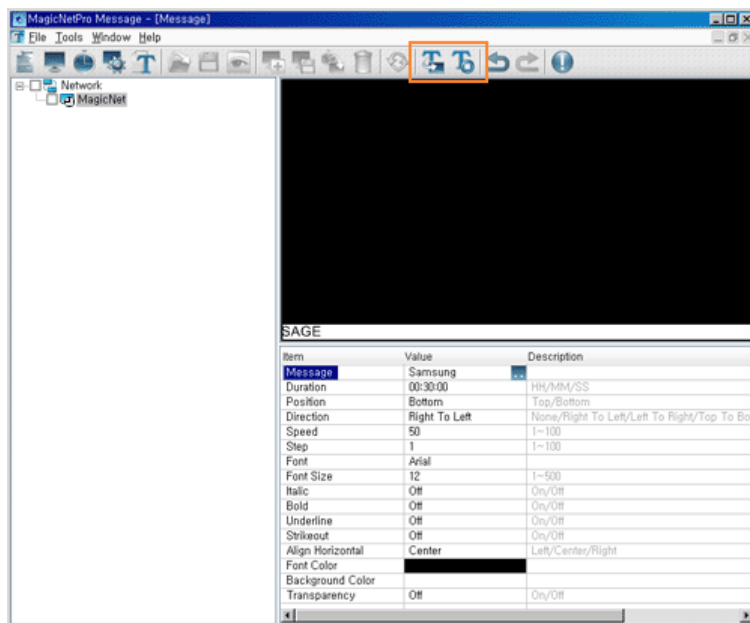 MagicNetPro Message - [Message]
File Tools Window Help
Network
MagicNet
SAGE
Item Value Description
Message Samsung ...
Duration 00:30:00 HH/MM/SS
Position Bottom Top/Bottom
Direction Right To Left None/Right To Left/Left To Right/Top To Bo
Speed 50 1~100
Step 1 1~100
Font Arial
Font Size 12 1~500
Italic Off On/Off
Bold Off On/Off
Underline Off On/Off
Strikeout Off On/Off
Align Horizontal Center Left/Center/Right
Font Color
Background Color
Transparency Off On/Off